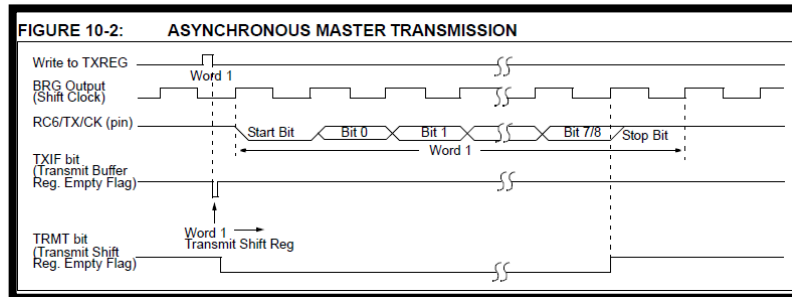 FIGURE 10-2: ASYNCHRONOUS MASTER TRANSMISSION
Write to TXREG
Word 1
BRG Output
(Shift Clock)
RC6/TX/CK (pin)
Start Bit Bit 0 Bit 1 Bit 7/8 Stop Bit
Word 1
TXIF bit
(Transmit Buffer
Reg. Empty Flag)
Word 1
Transmit Shift Reg
TRMT bit
(Transmit Shift
Reg. Empty Flag)